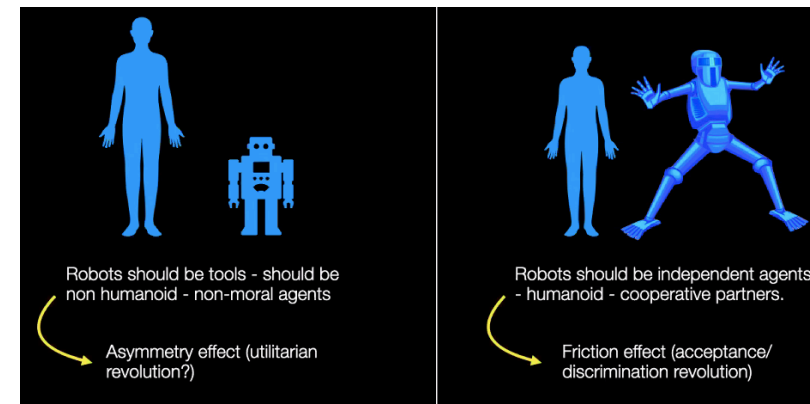 Robots should be tools - should be
non humanoid - non-moral agents
Asymmetry effect (utilitarian
revolution?)
Robots should be independent agents
- humanoid - cooperative partners.
Friction effect (acceptance/
discrimination revolution)